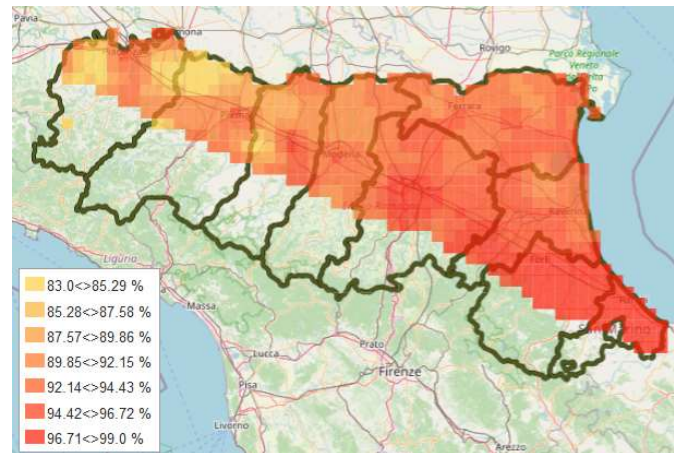 Pavia
Rovigo
Parco Regionale
Veneto
Ferrara
Liguria
Massa
Lucca
Prato
Firenze
Pisa
Livorno
Arezzo
83.0<>85.29 %
85.28<>87.58 %
87.57<>89.86 %
89.85<>92.15 %
92.14<>94.43 %
94.42<>96.72 %
96.71<>99.0 %